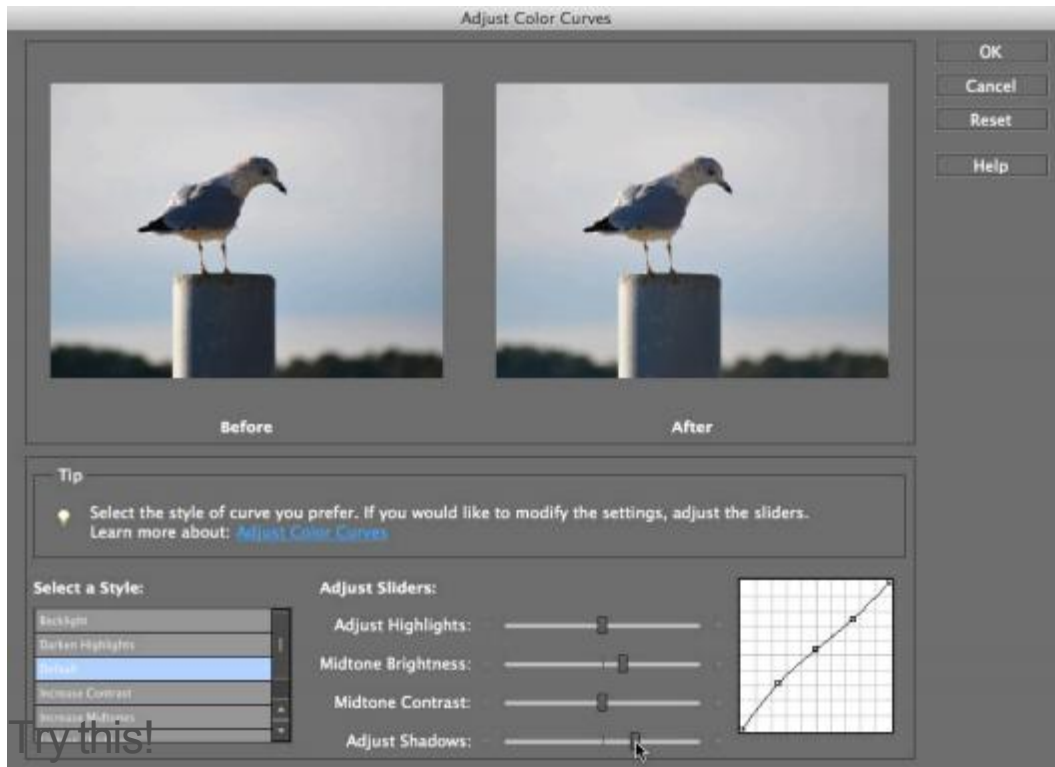 Adjust Color Curves
OK
Cancel
Reset
Help
Before
After
Tip
Select the style of curve you prefer. If you would like to modify the settings, adjust the sliders.
Learn more about: Adjust Color Curves
Select a Style:
Backlight
Darken Highlights
Default
Increase Contrast
Increase Midtones
Adjust Sliders:
Adjust Highlights:
Midtone Brightness:
Midtone Contrast:
Adjust Shadows:
Try this!